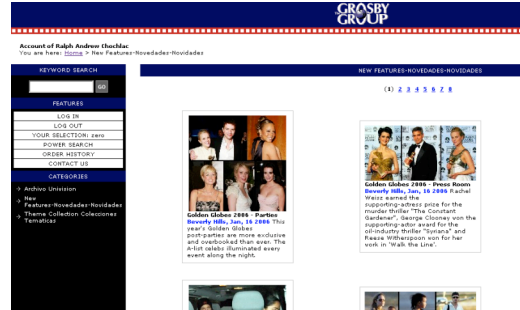 GROSBY
GROUP
Account of Ralph Andrew Chochlac
You are here: Home > New Features-Novedades-Novidades
KEYWORD SEARCH
GO
FEATURES
LOG IN
LOG OUT
YOUR SELECTION: zero
POWER SEARCH
ORDER HISTORY
CONTACT US
CATEGORIES
Archivo Univision
New
Features-Novedades-Novidades
Theme Collection Colecciones
Tematicas
NEW FEATURES-NOVEDADES-NOVIDADES
(1) 2 3 4 5 6 7 8
Golden Globes 2006 - Parties
Beverly Hills, Jan, 16 2006 This
year's Golden Globes
post-parties are more exclusive
and overbooked than ever. The
A-list celebs illuminated every
event along the night.
Golden Globes 2006 - Press Room
Beverly Hills, Jan, 16 2006 Rachel
Weisz earned the
supporting-actress prize for the
murder thriller "The Constant
Gardener", George Clooney won the
supporting-actor award for the
oil-industry thriller "Syriana" and
Reese Witherspoon won for her
work in 'Walk the Line'.